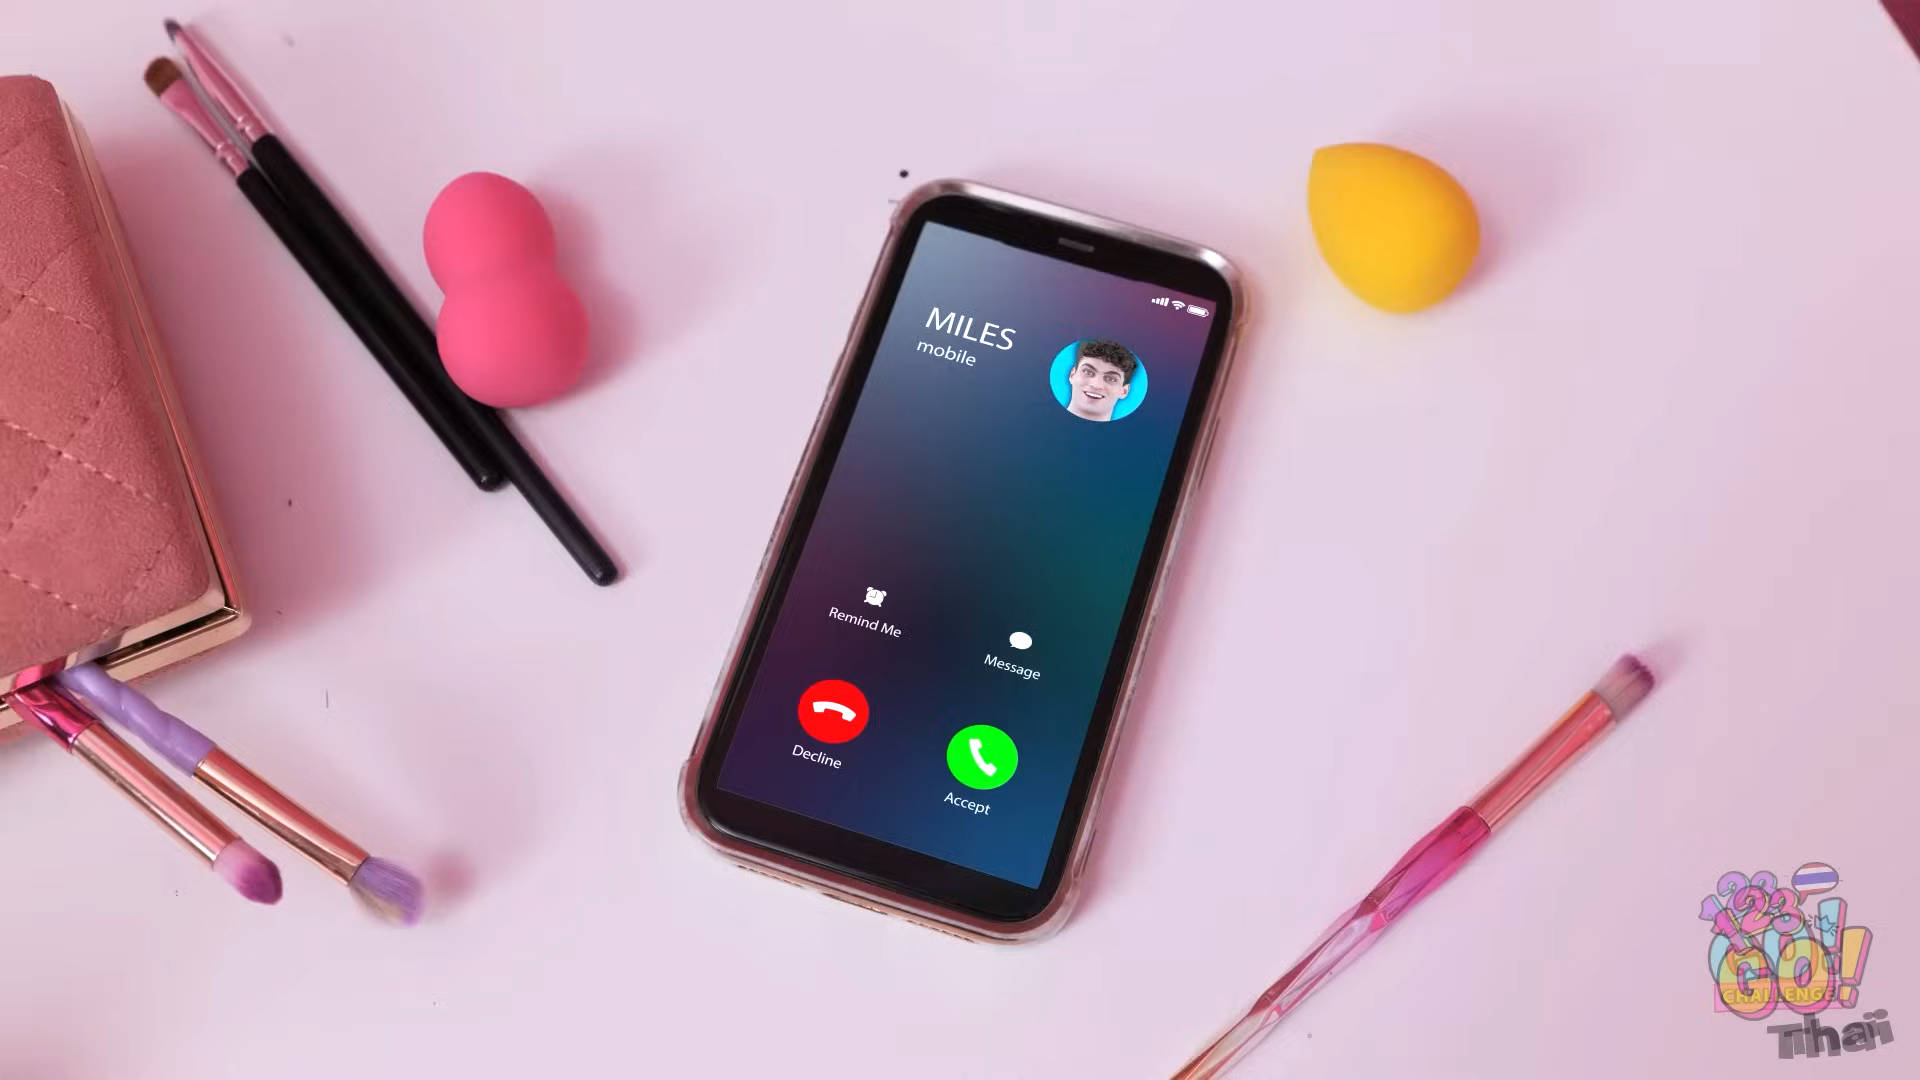 MILES
mobile
Remind Me
Message
Decline
Accept
123
GO!
CHALLENGE
Thai